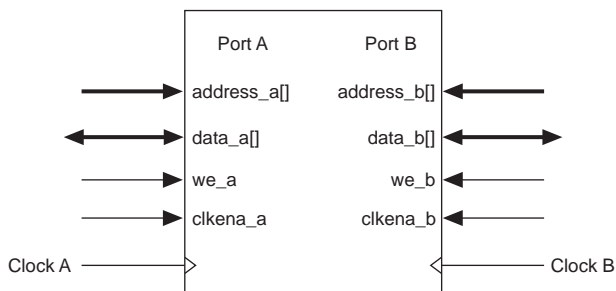 Port A Port B
address_a[] address_b[]
data_a[] data_b[]
we_a we_b
clkena_a clkena_b
Clock A Clock B